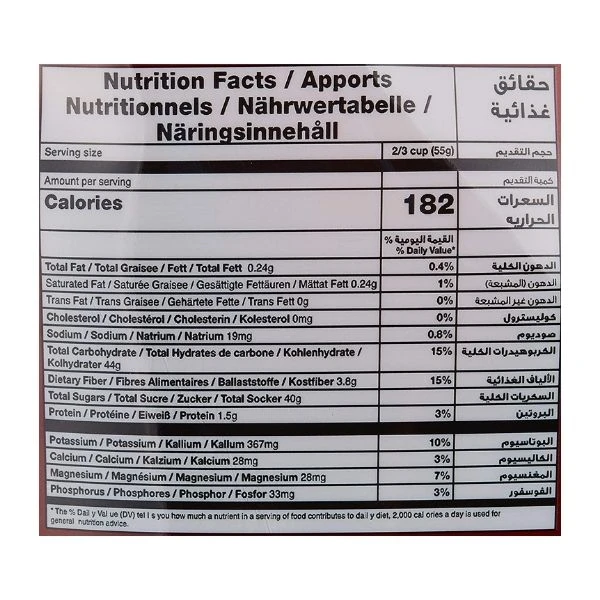 Nutrition Facts / Apports
Nutritionnels / Nährwertabelle /
Näringsinnehåll
حقائق
غذائية
Serving size 2/3 cup (55g) حجم التقديم
Amount per serving كمية التقديم
Calories 182 السعرات
الحراريه
القيمة اليومية %
% Daily Value*
Total Fat / Total Graisee / Fett / Total Fett 0.24g 0.4% الدهون الكلية
Saturated Fat / Saturée Graisee / Gesättigte Fettäuren / Mättat Fett 0.24g 1% الدهون (المشبعة)
Trans Fat / Trans Graisee / Gehärtete Fette / Trans Fett 0g 0% الدهون غير المشبعة
Cholesterol / Cholestérol / Cholesterin / Kolesterol 0mg 0% كوليسترول
Sodium / Sodium / Natrium / Natrium 19mg 0.8% صوديوم
Total Carbohydrate / Total Hydrates de carbone / Kohlenhydrate / 15% الكربوهيدرات الكلية
Kolhydrater 44g
Dietary Fiber / Fibres Alimentaires / Ballaststoffe / Kostfiber 3.8g 15% الألياف الغذائية
Total Sugars / Total Sucre / Zucker / Total Socker 40g السكريات الكلية
Protein / Protéine / Eiweiß / Protein 1.5g 3% البروتين
Potassium / Potassium / Kallium / Kallum 367mg 10% البوتاسيوم
Calcium / Calcium / Kalzium / Kalcium 28mg 3% الكاليسيوم
Magnesium / Magnésium / Magnesium / Magnesium 28mg 7% المغنسيوم
Phosphorus / Phosphores / Phosphor / Fosfor 33mg 3% الفوسفور
*The % Daily Value (DV) tells you how much a nutrient in a serving of food contributes to daily diet, 2,000 calories a day is used for
general nutrition advice.